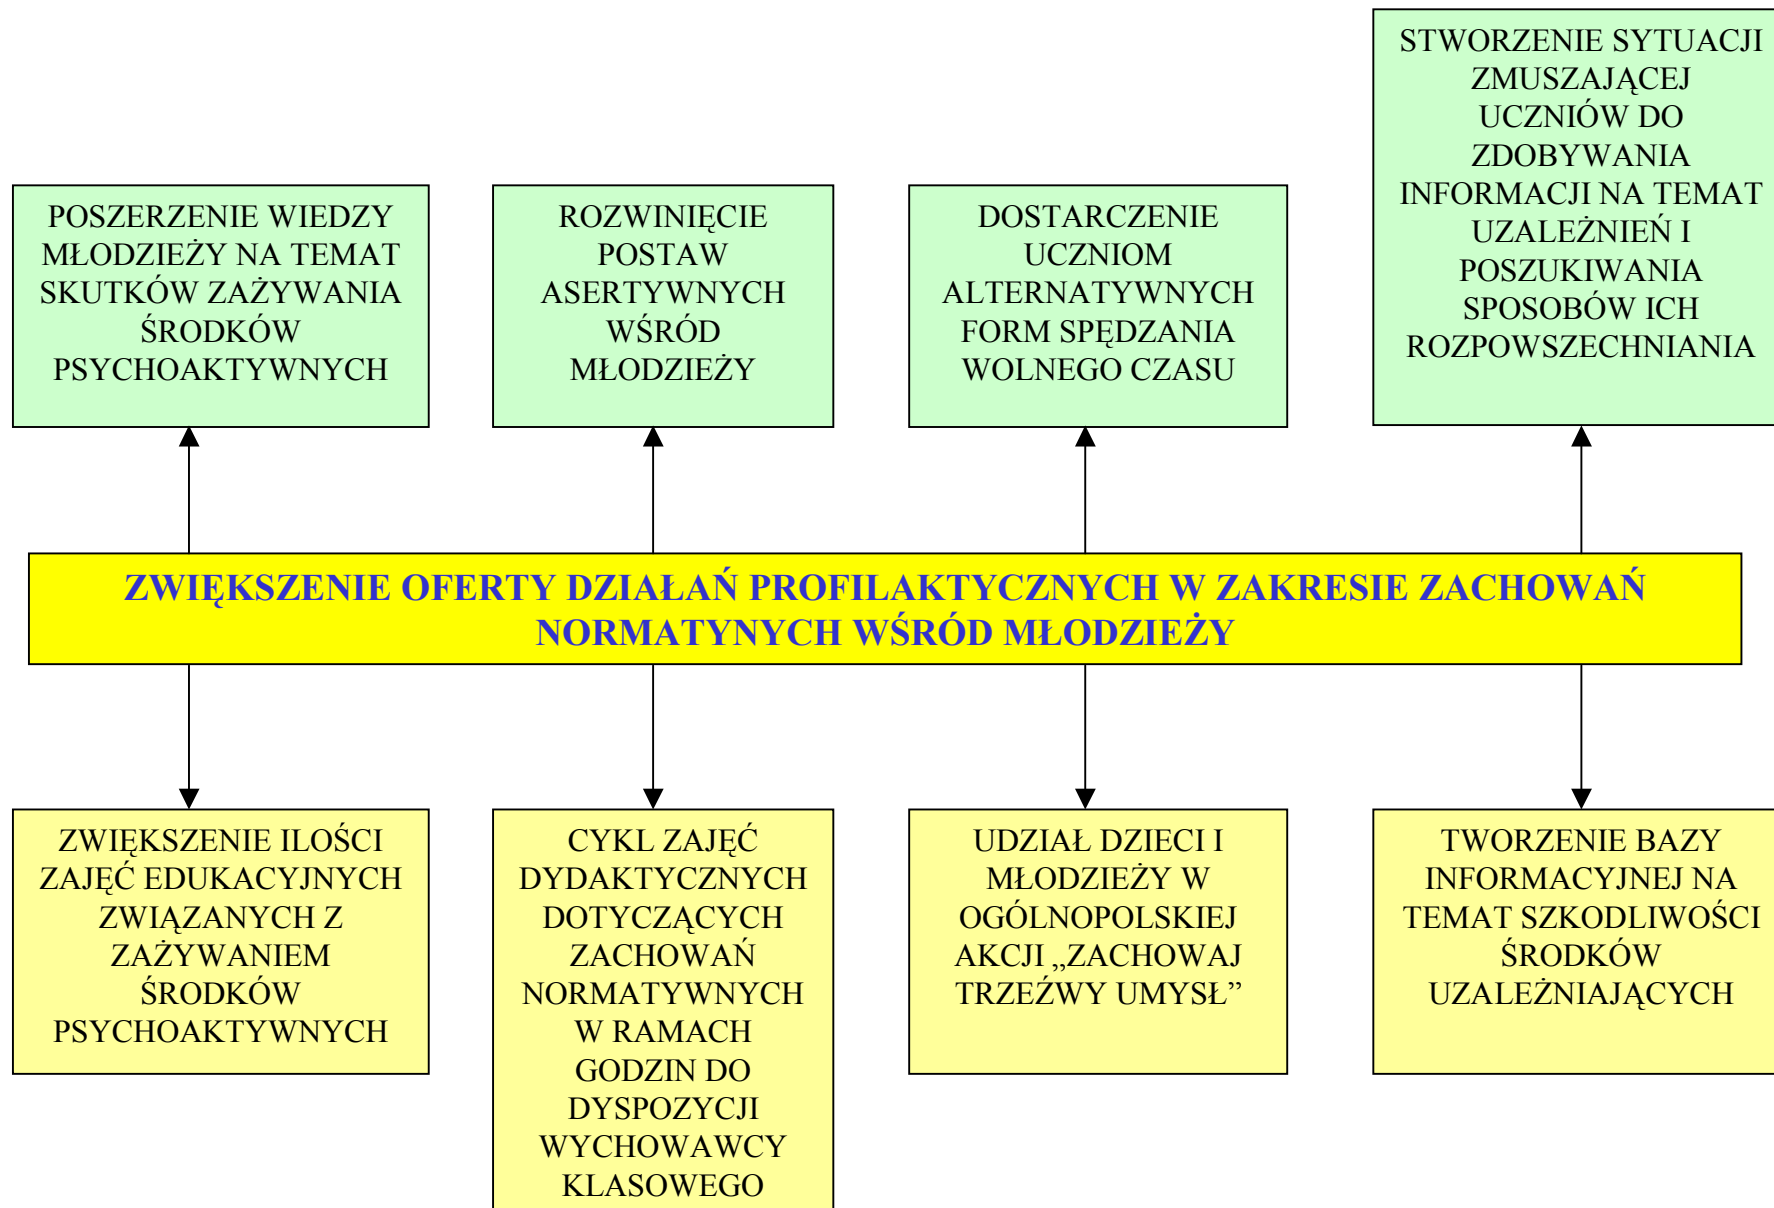 POSZERZENIE WIEDZY
MŁODZIEŻY NA TEMAT
SKUTKÓW ZAŻYWANIA
ŚRODKÓW
PSYCHOAKTYWNYCH
ROZWINIĘCIE
POSTAW
ASERTYWNYCH
WŚRÓD
MŁODZIEŻY
DOSTARCZENIE
UCZNIOM
ALTERNATYWNYCH
FORM SPĘDZANIA
WOLNEGO CZASU
STWORZENIE SYTUACJI
ZMUSZAJĄCEJ
UCZNIÓW DO
ZDOBYWANIA
INFORMACJI NA TEMAT
UZALEŻNIEŃ I
POSZUKIWANIA
SPOSOBÓW ICH
ROZPOWSZECHNIANIA
ZWIĘKSZENIE OFERTY DZIAŁAŃ PROFILAKTYCZNYCH W ZAKRESIE ZACHOWAŃ
NORMATYNYCH WŚRÓD MŁODZIEŻY
ZWIĘKSZENIE ILOŚCI
ZAJĘĆ EDUKACYJNYCH
ZWIĄZANYCH Z
ZAŻYWANIEM
ŚRODKÓW
PSYCHOAKTYWNYCH
CYKL ZAJĘĆ
DYDAKTYCZNYCH
DOTYCZĄCYCH
ZACHOWAŃ
NORMATYWNYCH
W RAMACH
GODZIN DO
DYSPOZYCJI
WYCHOWAWCY
KLASOWEGO
UDZIAŁ DZIECI I
MŁODZIEŻY W
OGÓLNOPOLSKIEJ
AKCJI „ZACHOWAJ
TRZEŹWY UMYSŁ”
TWORZENIE BAZY
INFORMACYJNEJ NA
TEMAT SZKODLIWOŚCI
ŚRODKÓW
UZALEŻNIAJĄCYCH